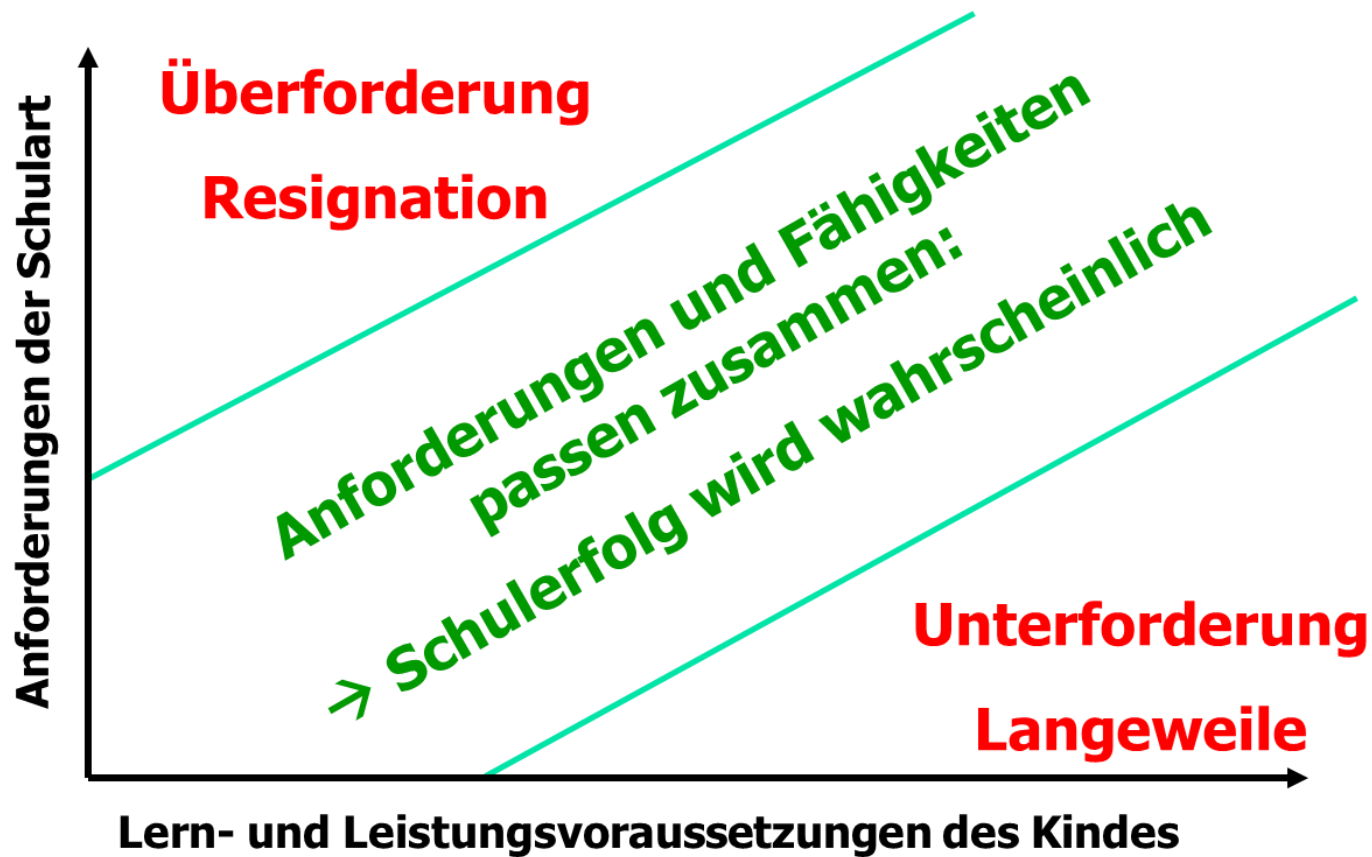 Überforderung
Resignation
Anforderungen der Schulart
Anforderungen und Fähigkeiten
passen zusammen:
→ Schulerfolg wird wahrscheinlich
Unterforderung
Langeweile
Lern- und Leistungsvoraussetzungen des Kindes